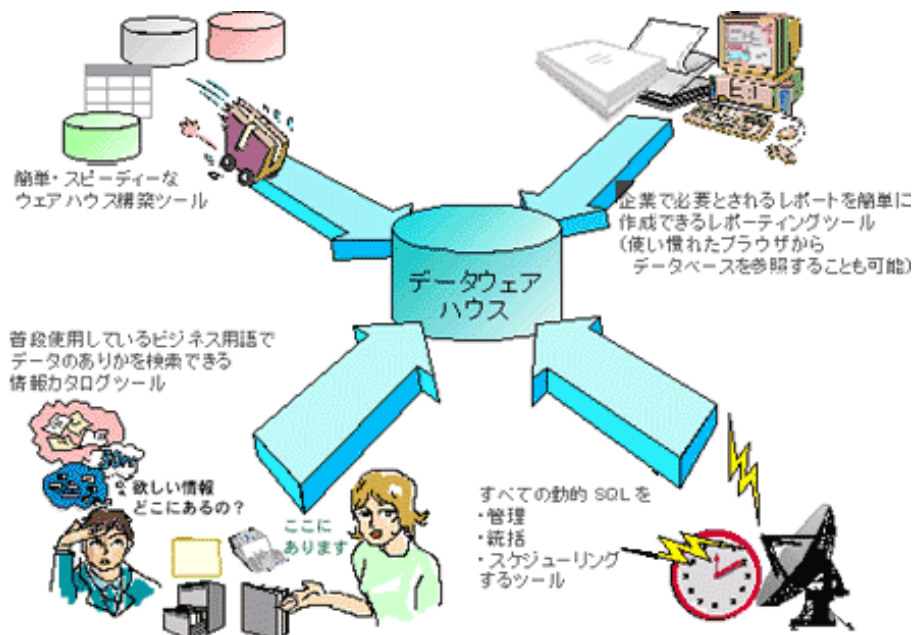 簡単・スピーディーな
ウェアハウス構築ツール
企業で必要とされるレポートを簡単に
作成できるレポーティングツール
(使い慣れたブラウザから
データベースを参照することも可能)
データウェア
ハウス
普段使用しているビジネス用語で
データのありかを検索できる
情報カタログツール
欲しい情報
どこにあるの?
ここに
あります
すべての動的 SQL を
・管理
・統括
・スケジューリング
するツール